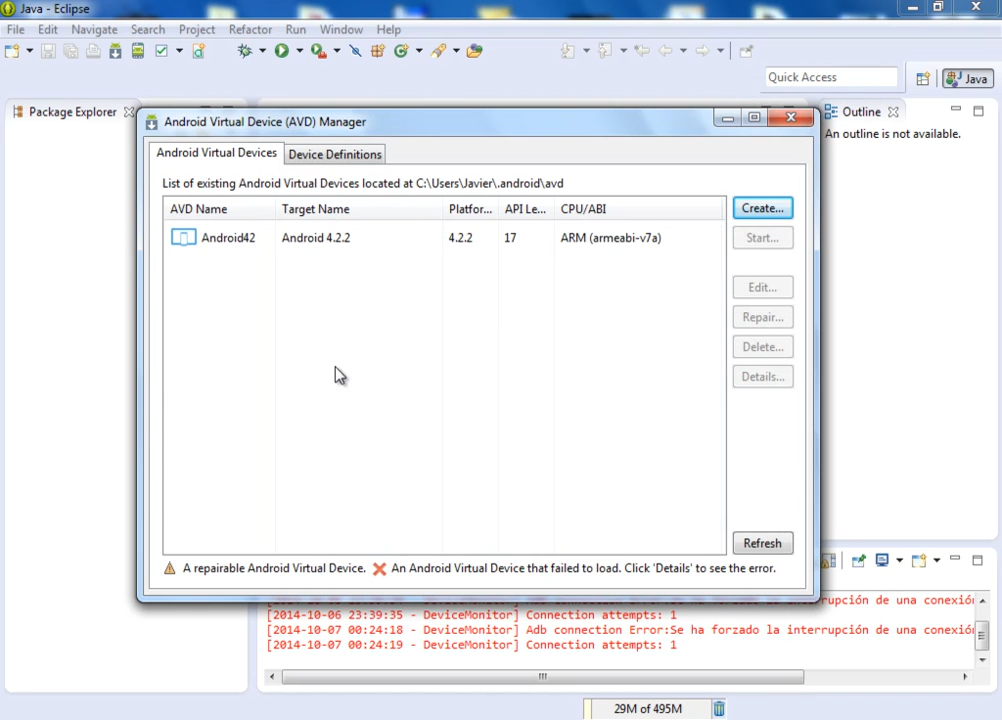 Java - Eclipse
File Edit Navigate Search Project Refactor Run Window Help
Quick Access
Java
Package Explorer
Outline
An outline is not available.
Android Virtual Device (AVD) Manager
Android Virtual Devices
Device Definitions
List of existing Android Virtual Devices located at C:\Users\Javier\.android\avd
AVD Name Target Name Platfor... API Le... CPU/ABI
Android42 Android 4.2.2 4.2.2 17 ARM (armeabi-v7a)
Create...
Start...
Edit...
Repair...
Delete...
Details...
Refresh
A repairable Android Virtual Device. An Android Virtual Device that failed to load. Click 'Details' to see the error.
rrupción de una conexión
[2014-10-06 23:39:35 - DeviceMonitor] Connection attempts: 1
[2014-10-07 00:24:18 - DeviceMonitor] Adb connection Error:Se ha forzado la interrupción de una conexión
[2014-10-07 00:24:19 - DeviceMonitor] Connection attempts: 1
29M of 495M